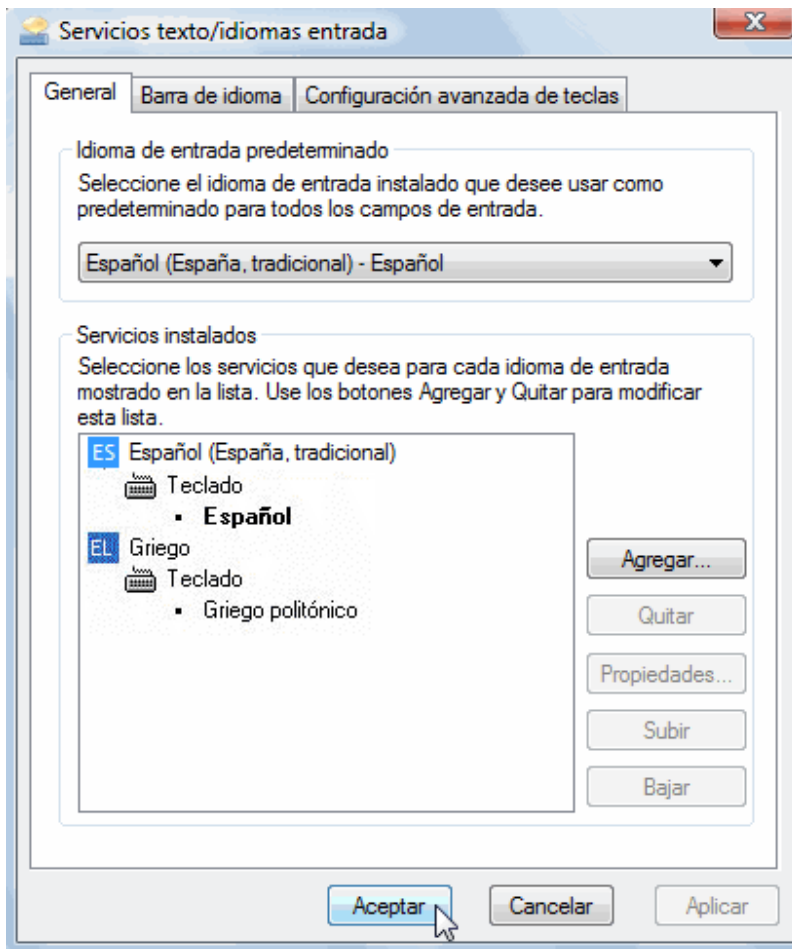 Servicios texto/idiomas entrada
General
Barra de idioma
Configuración avanzada de teclas
Idioma de entrada predeterminado
Seleccione el idioma de entrada instalado que desee usar como
predeterminado para todos los campos de entrada.
Español (España, tradicional) - Español
Servicios instalados
Seleccione los servicios que desea para cada idioma de entrada
mostrado en la lista. Use los botones Agregar y Quitar para modificar
esta lista.
ES Español (España, tradicional)
Teclado
Español
EL Griego
Teclado
Griego politónico
Agregar...
Quitar
Propiedades...
Subir
Bajar
Aceptar
Cancelar
Aplicar